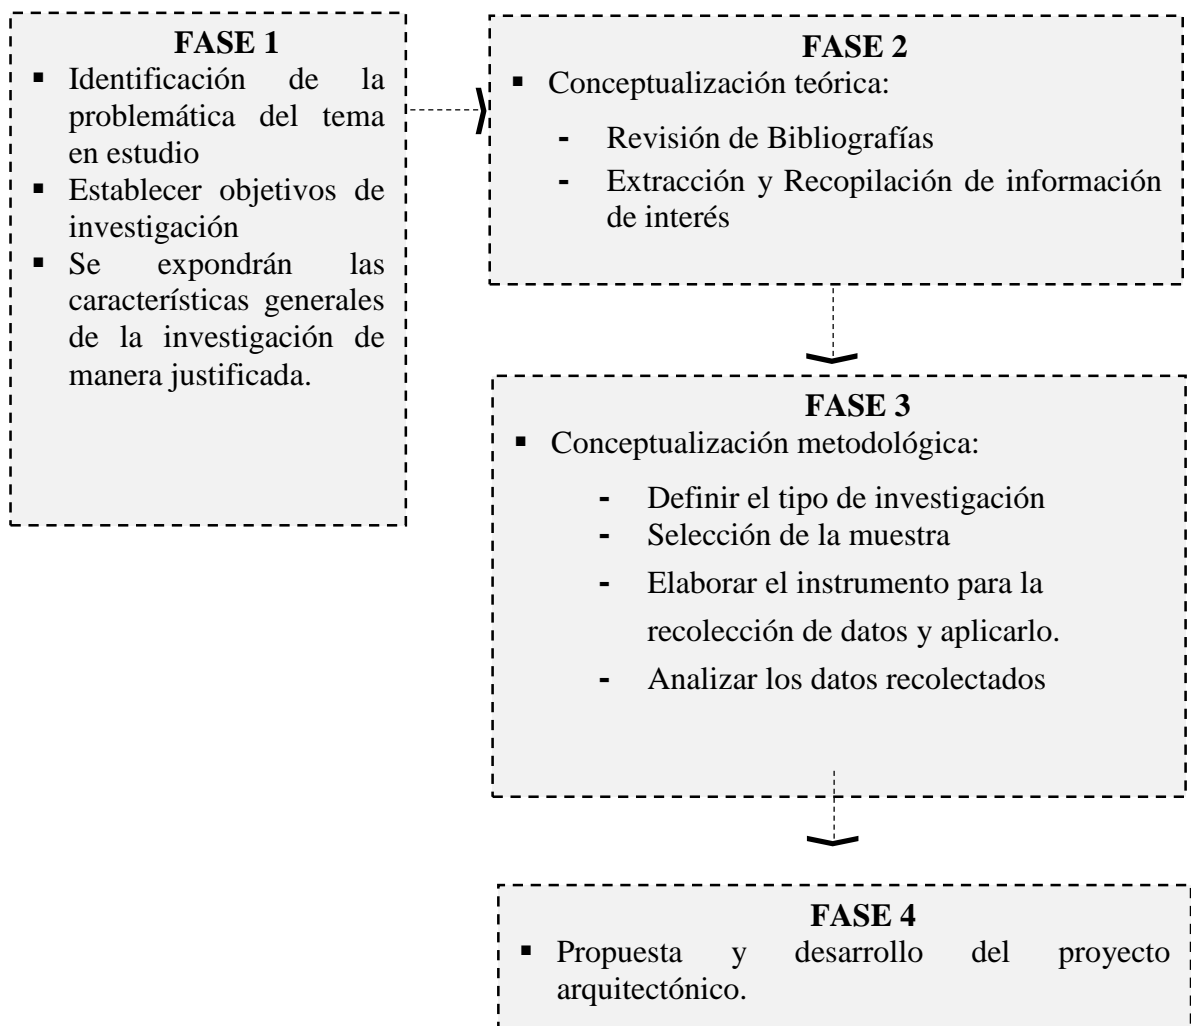 FASE 1
▪ Identificación de la
problemática del tema
en estudio
▪ Establecer objetivos de
investigación
▪ Se expondrán las
características generales
de la investigación de
manera justificada.
FASE 2
▪ Conceptualización teórica:
- Revisión de Bibliografías
- Extracción y Recopilación de información
de interés
FASE 3
▪ Conceptualización metodológica:
- Definir el tipo de investigación
- Selección de la muestra
- Elaborar el instrumento para la
recolección de datos y aplicarlo.
- Analizar los datos recolectados
FASE 4
▪ Propuesta y desarrollo del proyecto
arquitectónico.